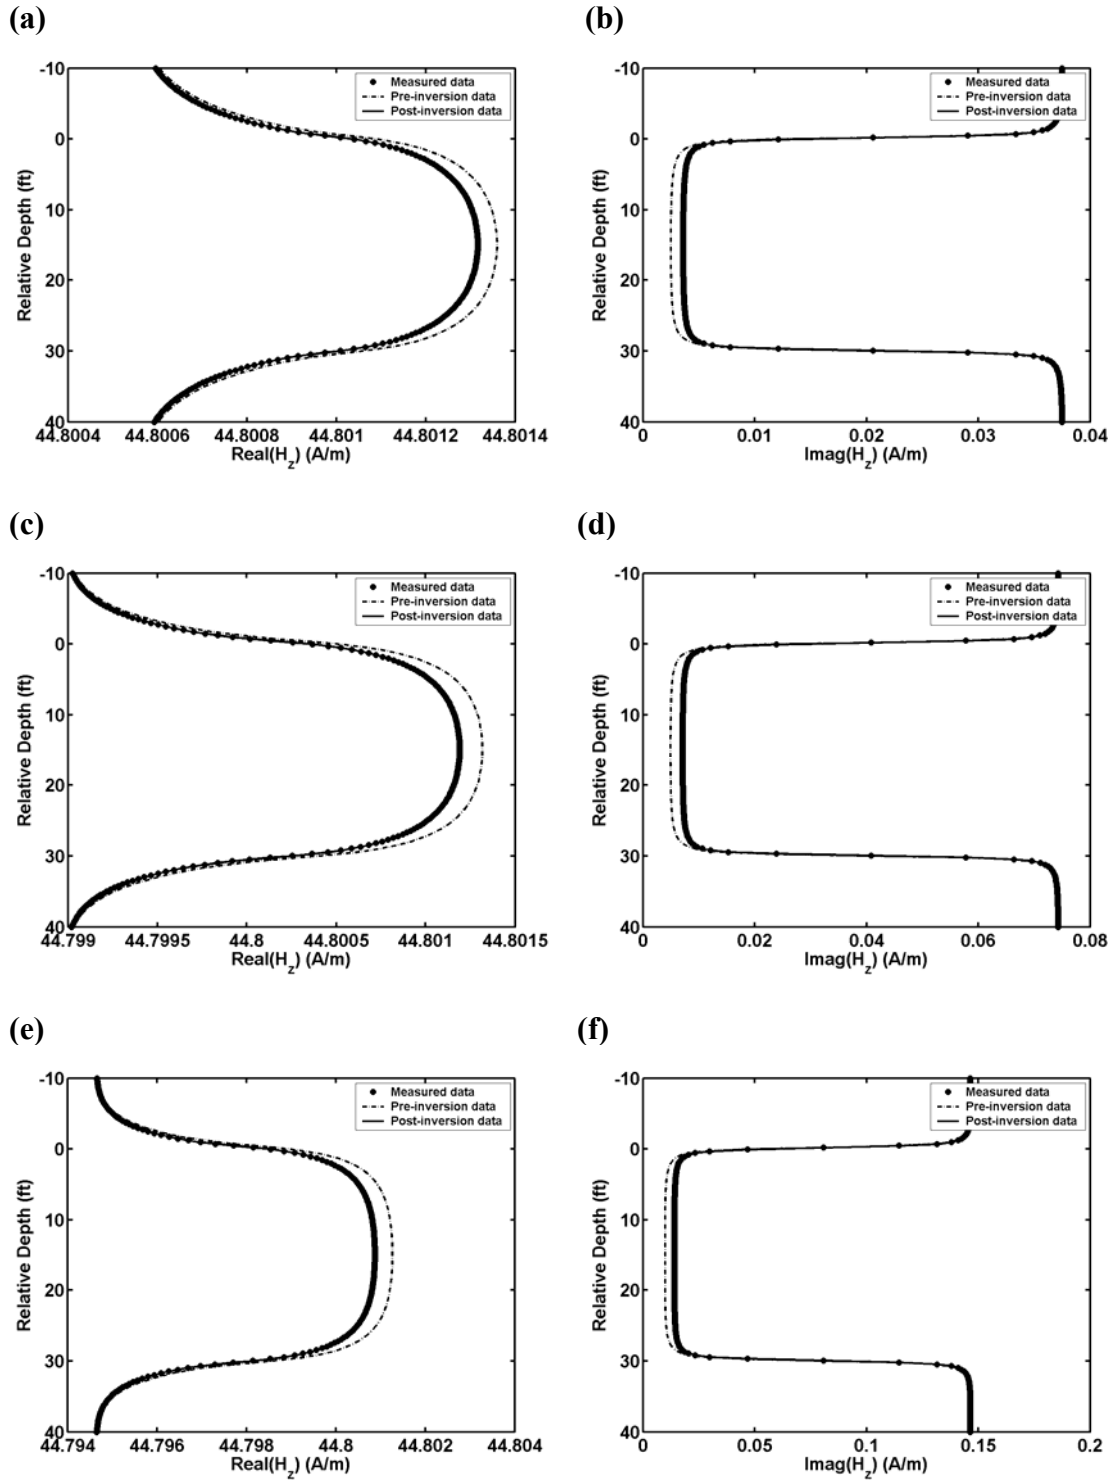 (a)
(b)
Measured data
Pre-inversion data
Post-inversion data
-10
0
10
20
30
40
Relative Depth (ft)
44.8004 44.8006 44.8008 44.801 44.8012 44.8014
Real(Hz) (A/m)
Measured data
Pre-inversion data
Post-inversion data
-10
0
10
20
30
40
Relative Depth (ft)
0 0.01 0.02 0.03 0.04
Imag(Hz) (A/m)
(c)
(d)
Measured data
Pre-inversion data
Post-inversion data
-10
0
10
20
30
40
Relative Depth (ft)
44.799 44.7995 44.8 44.8005 44.801 44.8015
Real(Hz) (A/m)
Measured data
Pre-inversion data
Post-inversion data
-10
0
10
20
30
40
Relative Depth (ft)
0 0.02 0.04 0.06 0.08
Imag(Hz) (A/m)
(e)
(f)
Measured data
Pre-inversion data
Post-inversion data
-10
0
10
20
30
40
Relative Depth (ft)
44.794 44.796 44.798 44.8 44.802 44.804
Real(Hz) (A/m)
Measured data
Pre-inversion data
Post-inversion data
-10
0
10
20
30
40
Relative Depth (ft)
0 0.05 0.1 0.15 0.2
Imag(Hz) (A/m)